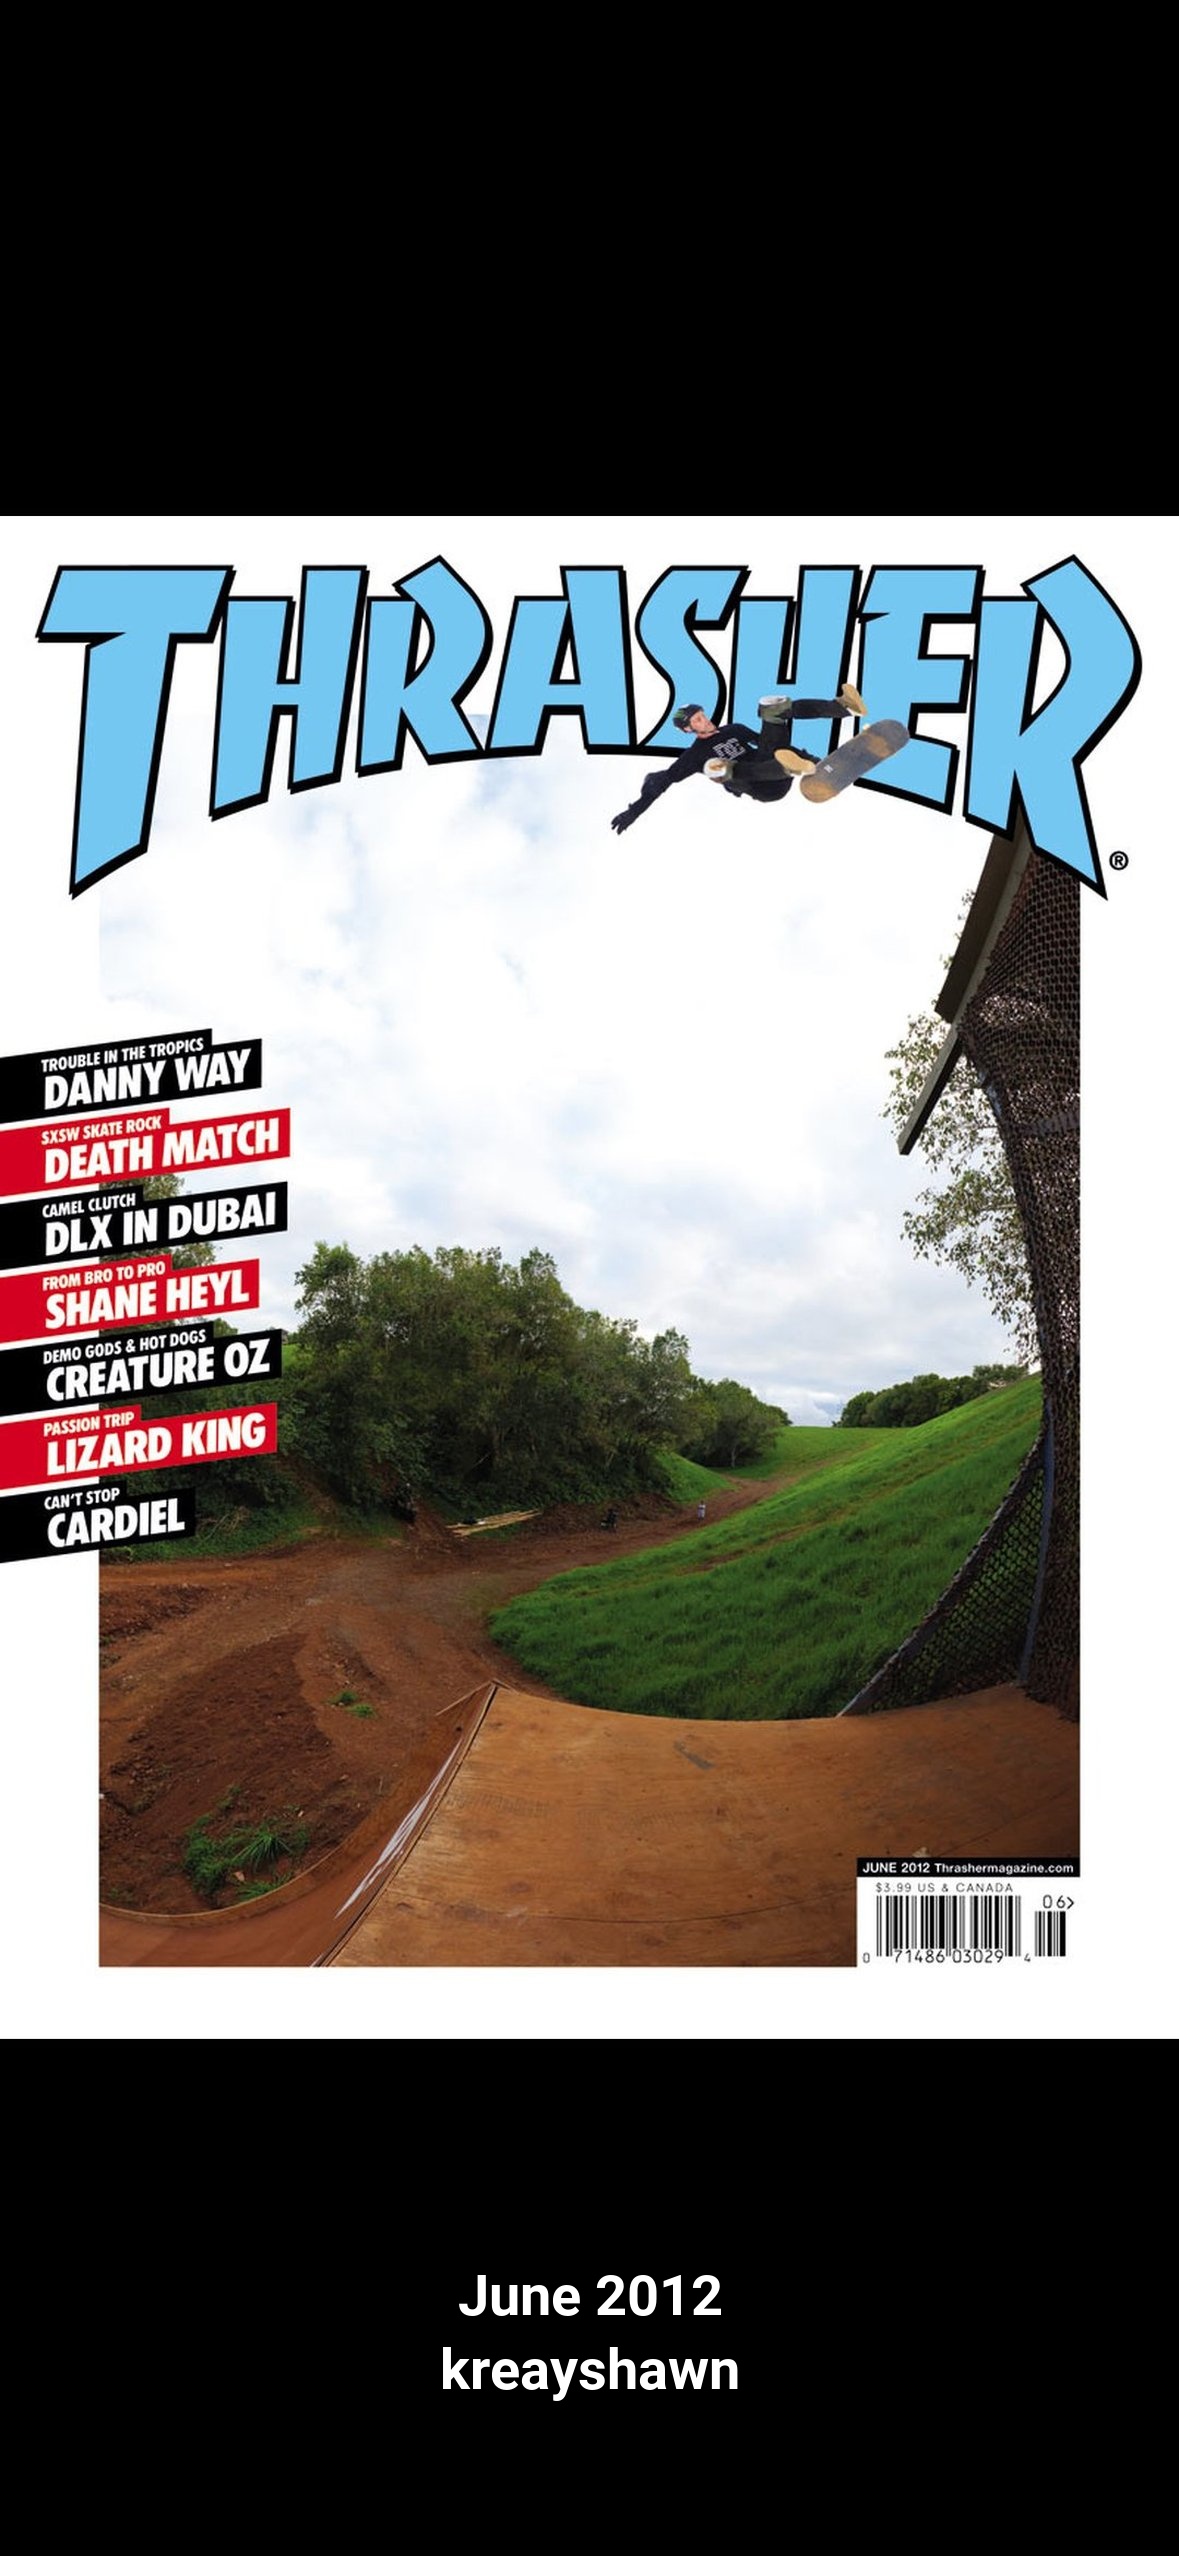 THRASHER
®
TROUBLE IN THE TROPICS
DANNY WAY
SXSW SKATE ROCK
DEATH MATCH
CAMEL CLUTCH
DLX IN DUBAI
FROM BRO TO PRO
SHANE HEYL
DEMO GODS & HOT DOGS
CREATURE OZ
PASSION TRIP
LIZARD KING
CAN'T STOP
CARDIEL
DC
JUNE 2012 Thrashermagazine.com
$3.99 US & CANADA
06>
0 71486 03029 4
June 2012
kreayshawn